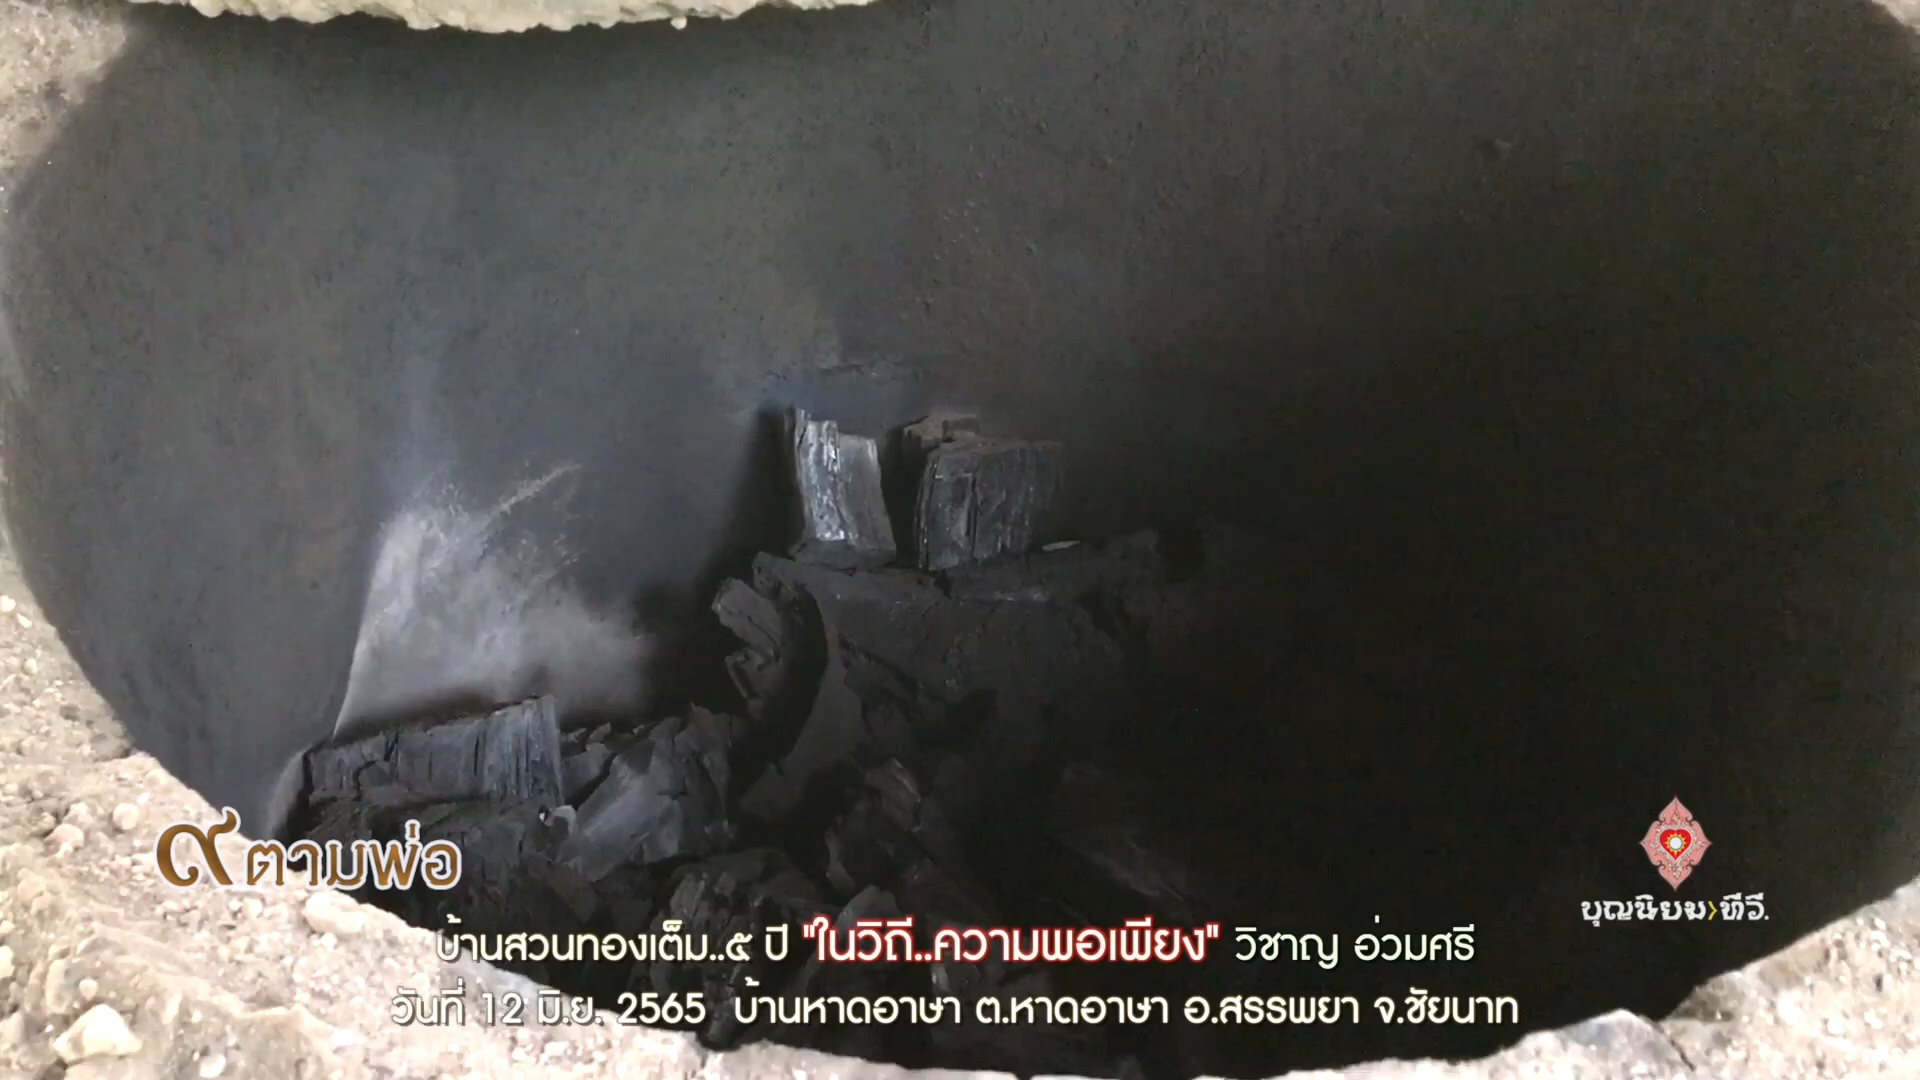 ๙ตามพ่อ
บุญนิยม>ทีวี.
บ้านสวนทองเต็ม..๕ ปี "ในวิถี..ความพอเพียง" วิชาญ อ่วมศรี
วันที่ 12 มิ.ย. 2565 บ้านหาดอาษา ต.หาดอาษา อ.สรรพยา จ.ชัยนาท